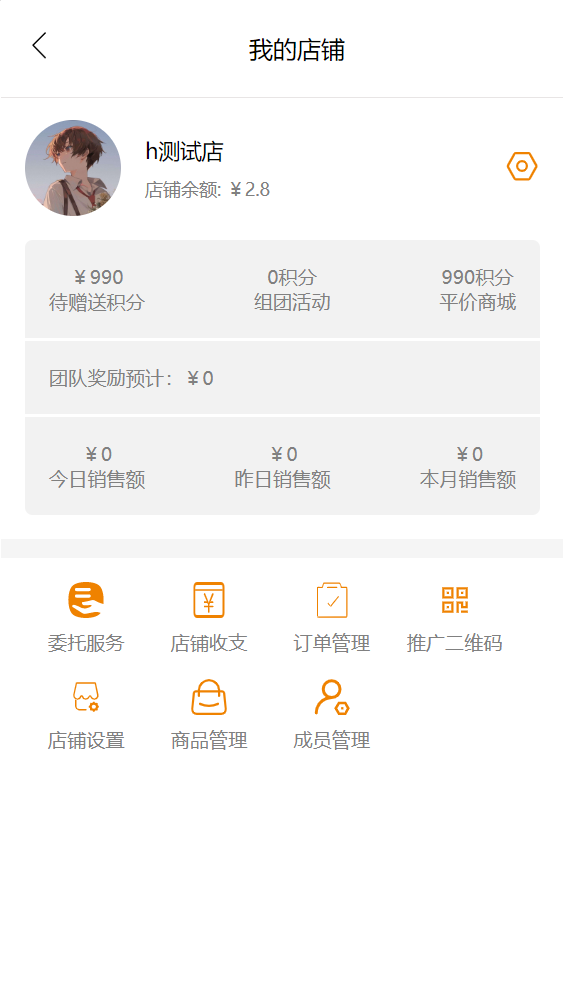 我的店铺
h测试店
店铺余额: ￥2.8
￥990 0积分 990积分
待赠送积分 组团活动 平价商城
团队奖励预计: ￥0
￥0 ￥0 ￥0
今日销售额 昨日销售额 本月销售额
委托服务 店铺收支 订单管理 推广二维码
店铺设置 商品管理 成员管理